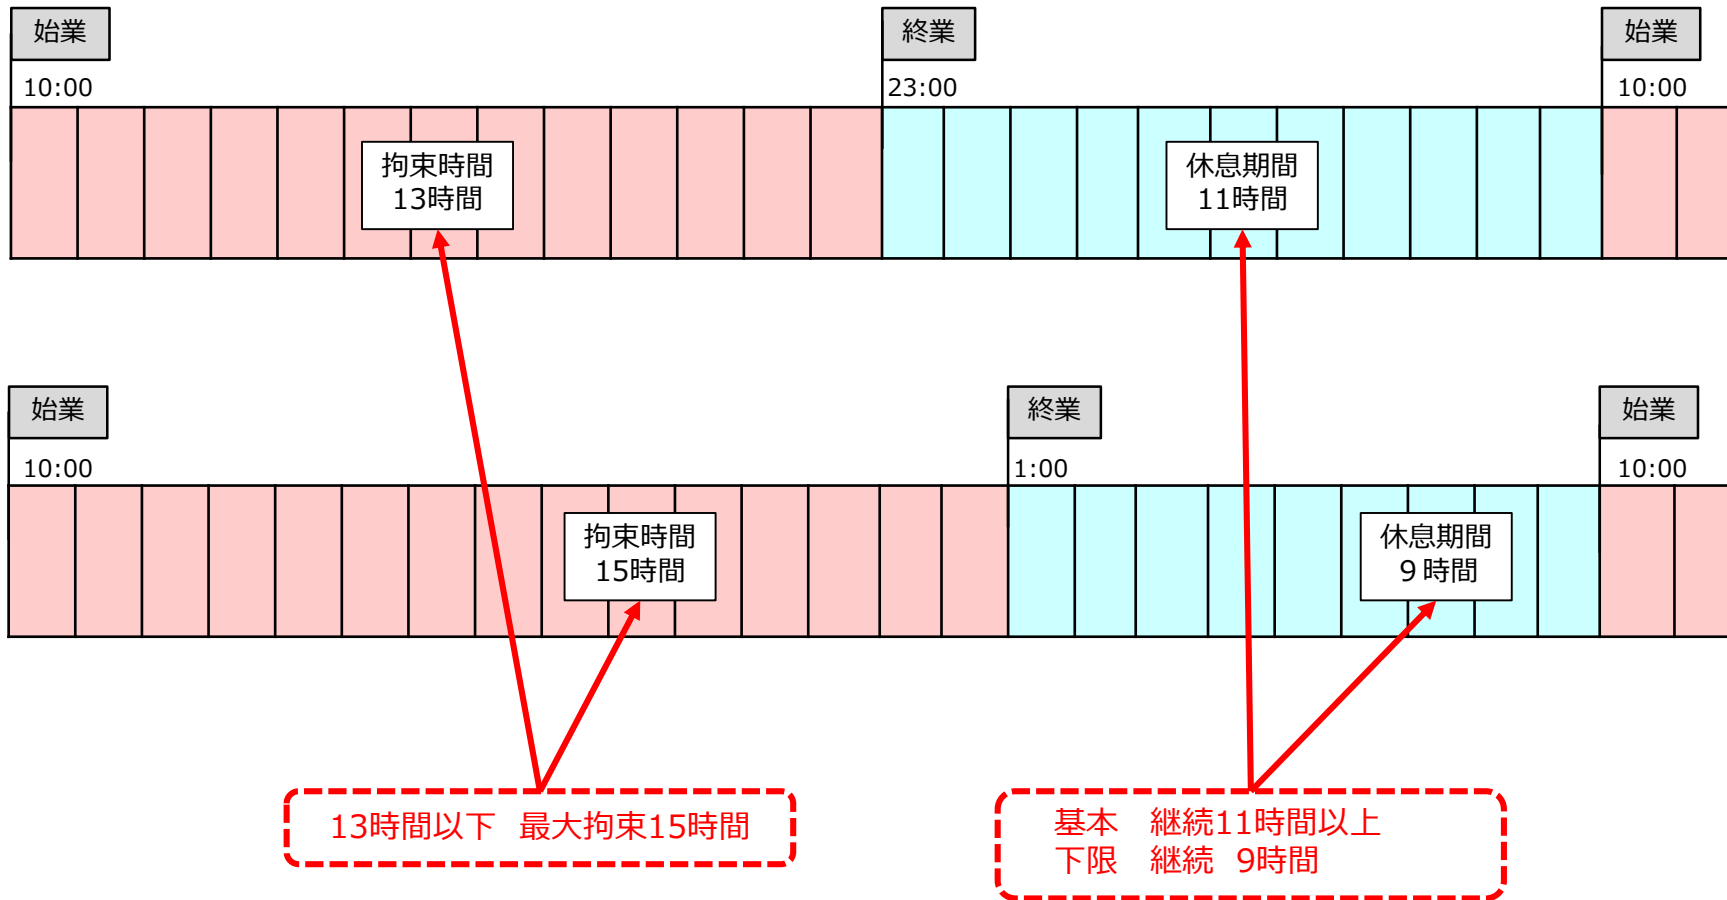 始業
終業
始業
10:00
23:00
10:00
拘束時間
13時間
休息期間
11時間
始業
終業
始業
10:00
1:00
10:00
拘束時間
15時間
休息期間
９時間
13時間以下 最大拘束15時間
基本　継続11時間以上
下限　継続 9時間